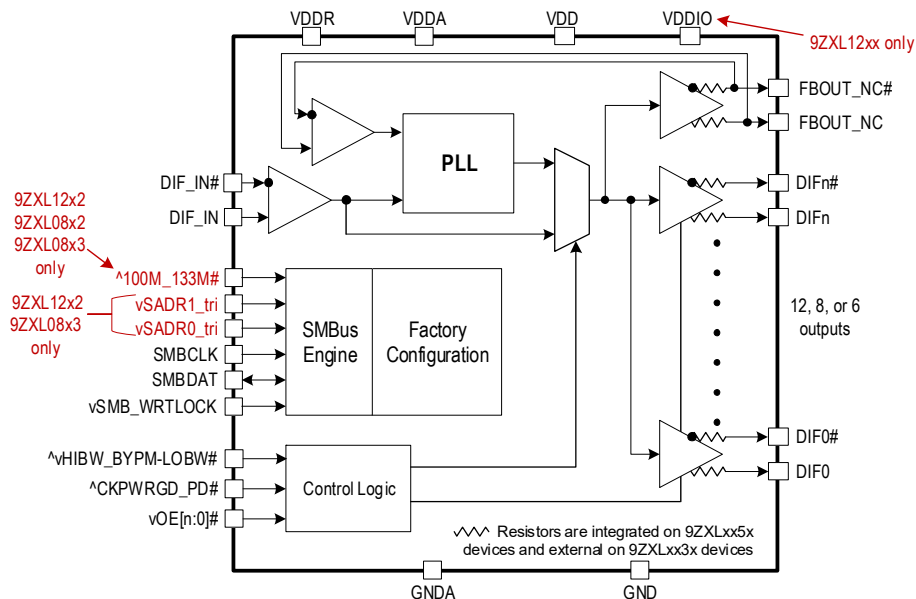 VDDR
VDDA
VDD
VDDIO
9ZXL12xx only
FBOUT_NC#
FBOUT_NC
PLL
DIF_IN#
DIF_IN
DIFn#
DIFn
9ZXL12x2
9ZXL08x2
9ZXL08x3
only
^100M_133M#
9ZXL12x2
9ZXL08x3
only
vSADR1_tri
vSADR0_tri
SMBCLK
SMBDAT
vSMB_WRTLOCK
SMBus
Engine
Factory
Configuration
12, 8, or 6
outputs
^vHIBW_BYPM-LOBW#
^CKPWRGD_PD#
vOE[n:0]#
Control Logic
DIF0#
DIF0
Resistors are integrated on 9ZXLxx5x
devices and external on 9ZXLxx3x devices
GNDA
GND